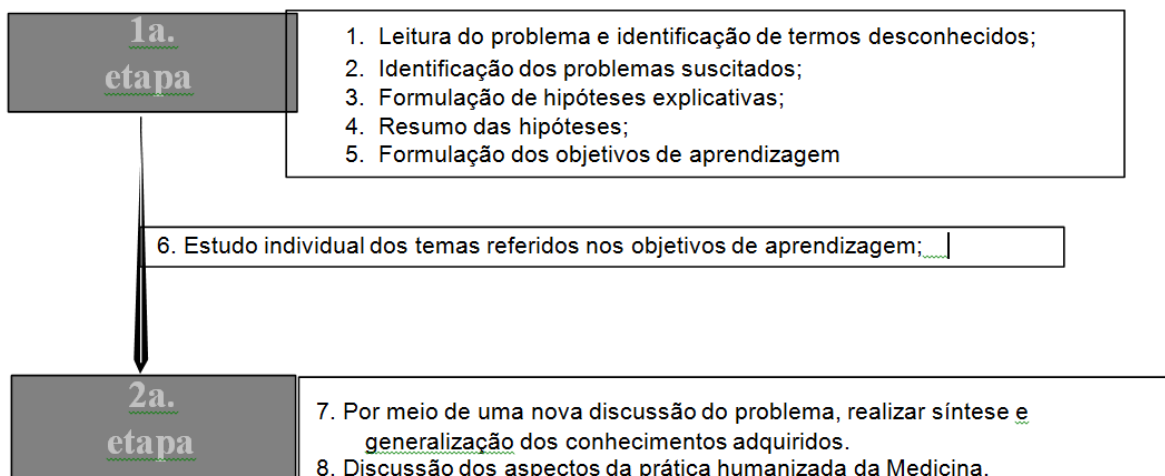 1a.
etapa
1. Leitura do problema e identificação de termos desconhecidos;
2. Identificação dos problemas suscitados;
3. Formulação de hipóteses explicativas;
4. Resumo das hipóteses;
5. Formulação dos objetivos de aprendizagem
6. Estudo individual dos temas referidos nos objetivos de aprendizagem;
2a.
etapa
7. Por meio de uma nova discussão do problema, realizar síntese e
generalização dos conhecimentos adquiridos.
8. Discussão dos aspectos da prática humanizada da Medicina.